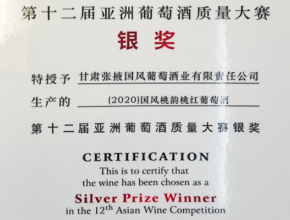 第十二届亚洲葡萄酒质量大赛
银奖
特授予 甘肃张掖国风葡萄酒业有限责任公司
生产的 (2020)国风桃韵桃红葡萄酒
第十二届亚洲葡萄酒质量大赛银奖
CERTIFICATION
This is to certify that
the wine has been chosen as a
Silver Prize Winner
in the 12th Asian Wine Competition